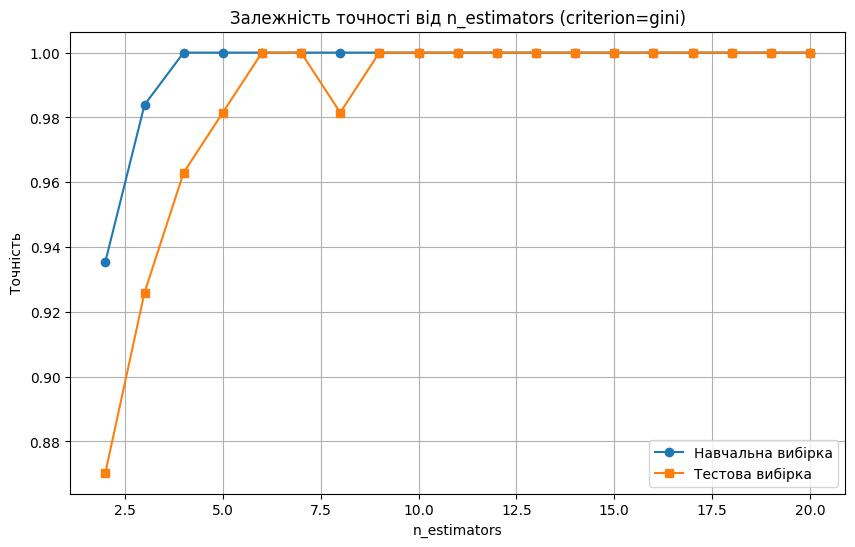 Залежність точності від n_estimators (criterion=gini)
1.00
0.98
0.96
0.94
0.92
0.90
0.88
Точність
2.5 5.0 7.5 10.0 12.5 15.0 17.5 20.0
n_estimators
Навчальна вибірка
Тестова вибірка